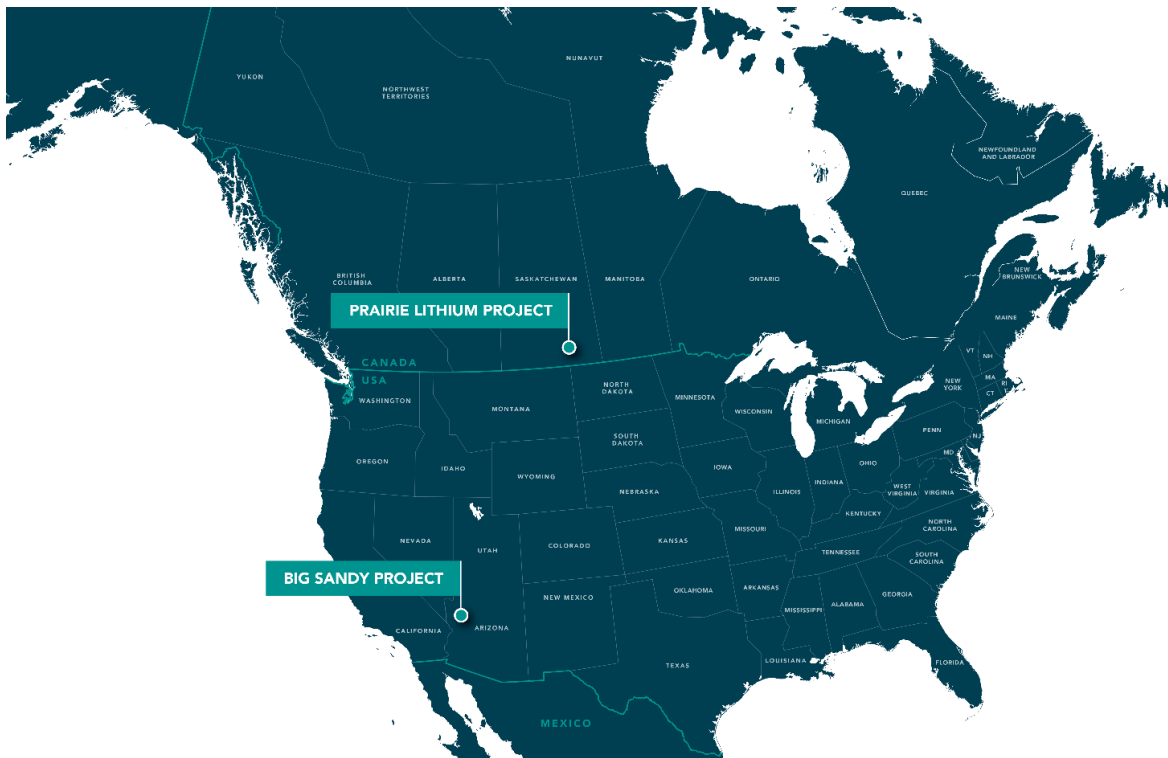 YUKON
NORTHWEST
TERRITORIES
NUNAVUT
NEWFOUNDLAND
AND LABRADOR
QUEBEC
BRITISH
COLUMBIA
ALBERTA
SASKATCHEWAN
MANITOBA
ONTARIO
NEW
BRUNSWICK
PRAIRIE LITHIUM PROJECT
MAINE
CANADA
USA
WASHINGTON
MONTANA
NORTH
DAKOTA
MINNESOTA
WISCONSIN
MICHIGAN
NEW
YORK
VT
NH
MA
RI
CT
OREGON
IDAHO
WYOMING
SOUTH
DAKOTA
NEBRASKA
IOWA
ILLINOIS
INDIANA
OHIO
PENN
NJ
MD
WEST
VIRGINIA
VIRGINIA
NEVADA
UTAH
COLORADO
KANSAS
MISSOURI
KENTUCKY
NORTH
CAROLINA
TENNESSEE
SOUTH
CAROLINA
BIG SANDY PROJECT
CALIFORNIA
ARIZONA
NEW MEXICO
OKLAHOMA
ARKANSAS
MISSISSIPPI
ALABAMA
GEORGIA
TEXAS
LOUISIANA
FLORIDA
MEXICO